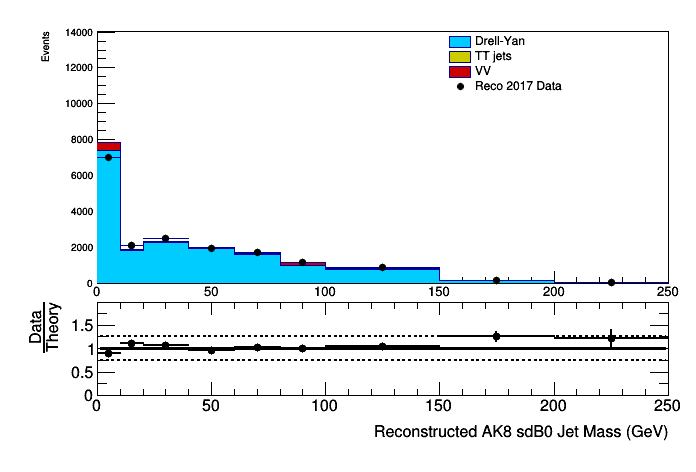 Events
14000
12000
10000
8000
6000
4000
2000
0
0 50 100 150 200 250
Drell-Yan
TT jets
VV
Reco 2017 Data
Data
Theory
1.5
1
0.5
0
0 50 100 150 200 250
Reconstructed AK8 sdB0 Jet Mass (GeV)